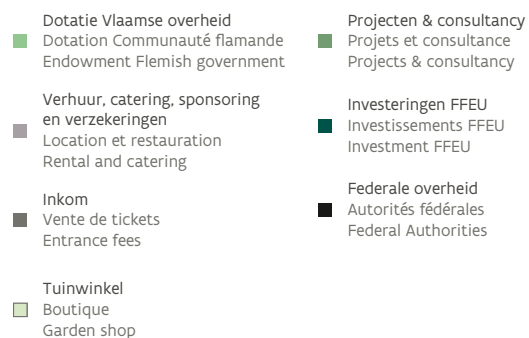 Dotatie Vlaamse overheid
Dotation Communauté flamande
Endowment Flemish government
Verhuur, catering, sponsoring
en verzekeringen
Location et restauration
Rental and catering
Inkom
Vente de tickets
Entrance fees
Tuinwinkel
Boutique
Garden shop
Projecten & consultancy
Projets et consultance
Projects & consultancy
Investeringen FFEU
Investissements FFEU
Investment FFEU
Federale overheid
Autorités fédérales
Federal Authorities